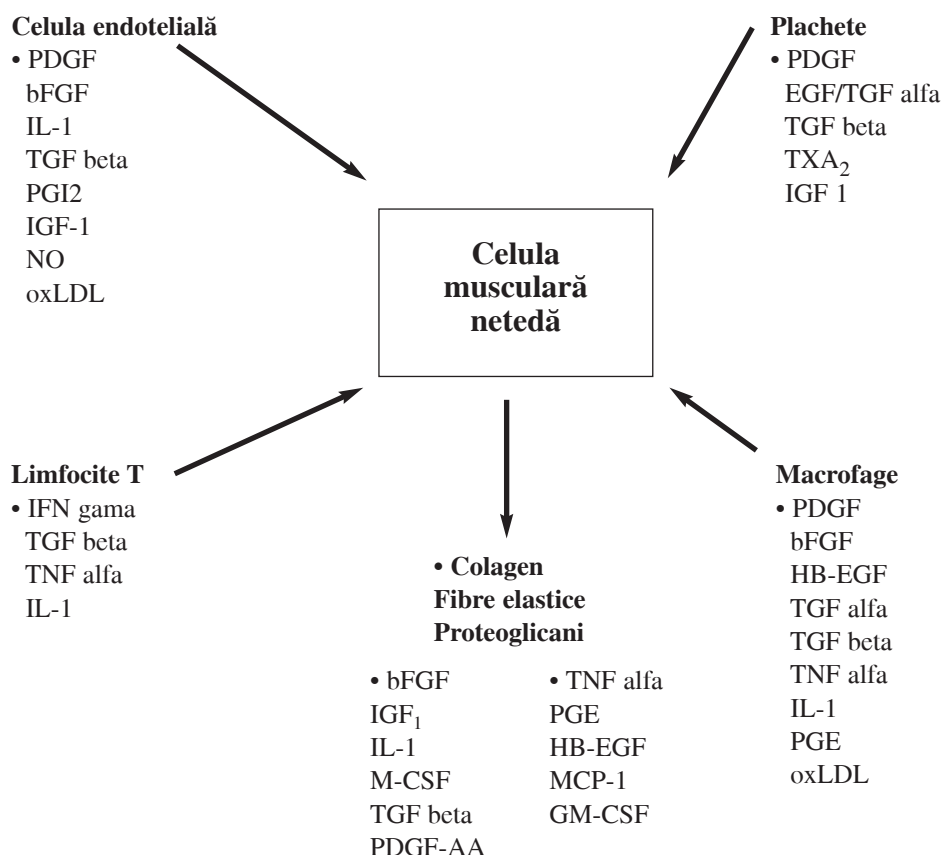 Celula endotelială
• PDGF
bFGF
IL-1
TGF beta
PGI2
IGF-1
NO
oxLDL
Plachete
• PDGF
EGF/TGF alfa
TGF beta
TXA₂
IGF 1
Celula
musculară
netedă
Limfocite T
• IFN gama
TGF beta
TNF alfa
IL-1
• Colagen
Fibre elastice
Proteoglicani
• bFGF
IGF₁
IL-1
M-CSF
TGF beta
PDGF-AA
• TNF alfa
PGE
HB-EGF
MCP-1
GM-CSF
Macrofage
• PDGF
bFGF
HB-EGF
TGF alfa
TGF beta
TNF alfa
IL-1
PGE
oxLDL